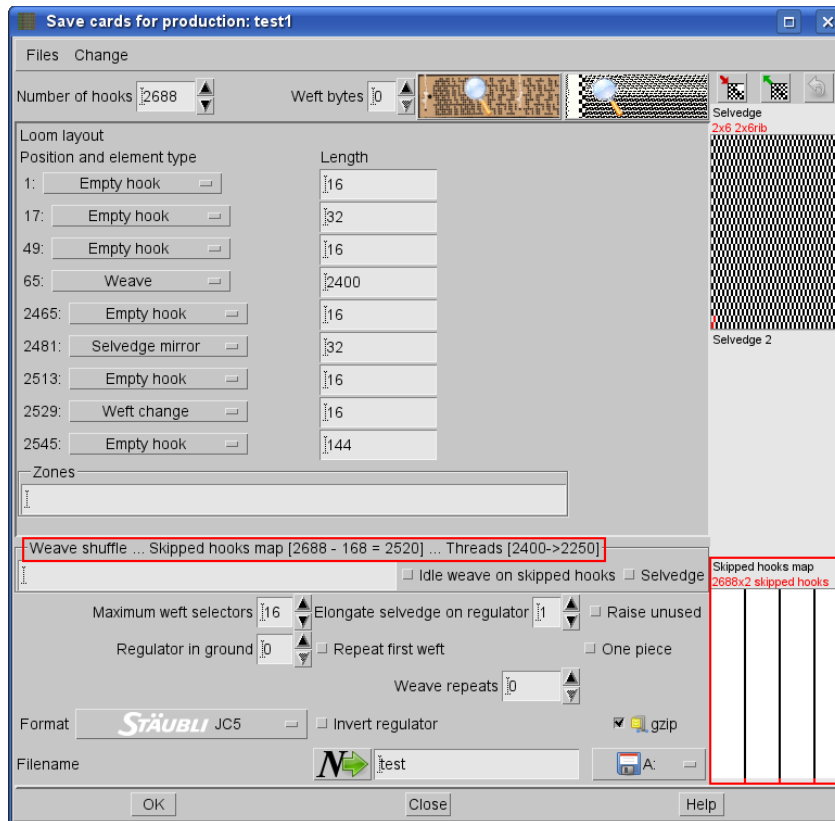 Save cards for production: test1
Files Change
Number of hooks 2688 Weft bytes 0
Selvedge
2x6 2x6rib
Loom layout
Position and element type Length
1: Empty hook 16
17: Empty hook 32
49: Empty hook 16
65: Weave 2400
2465: Empty hook 16
2481: Selvedge mirror 32
Selvedge 2
2513: Empty hook 16
2529: Weft change 16
2545: Empty hook 144
Zones
Weave shuffle ... Skipped hooks map [2688 - 168 = 2520] ... Threads [2400->2250]
Idle weave on skipped hooks Selvedge
Skipped hooks map
2688x2 skipped hooks
Maximum weft selectors 16 Elongate selvedge on regulator 1 Raise unused
Regulator in ground 0 Repeat first weft One piece
Weave repeats 0
Format STÄUBLI JC5 Invert regulator gzip
Filename N test A:
OK Close Help